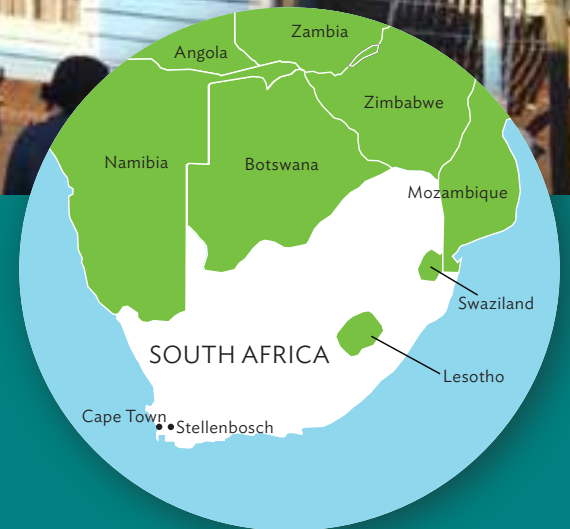 Zambia
Angola
Zimbabwe
Namibia
Botswana
Mozambique
Swaziland
SOUTH AFRICA
Lesotho
Cape Town
Stellenbosch